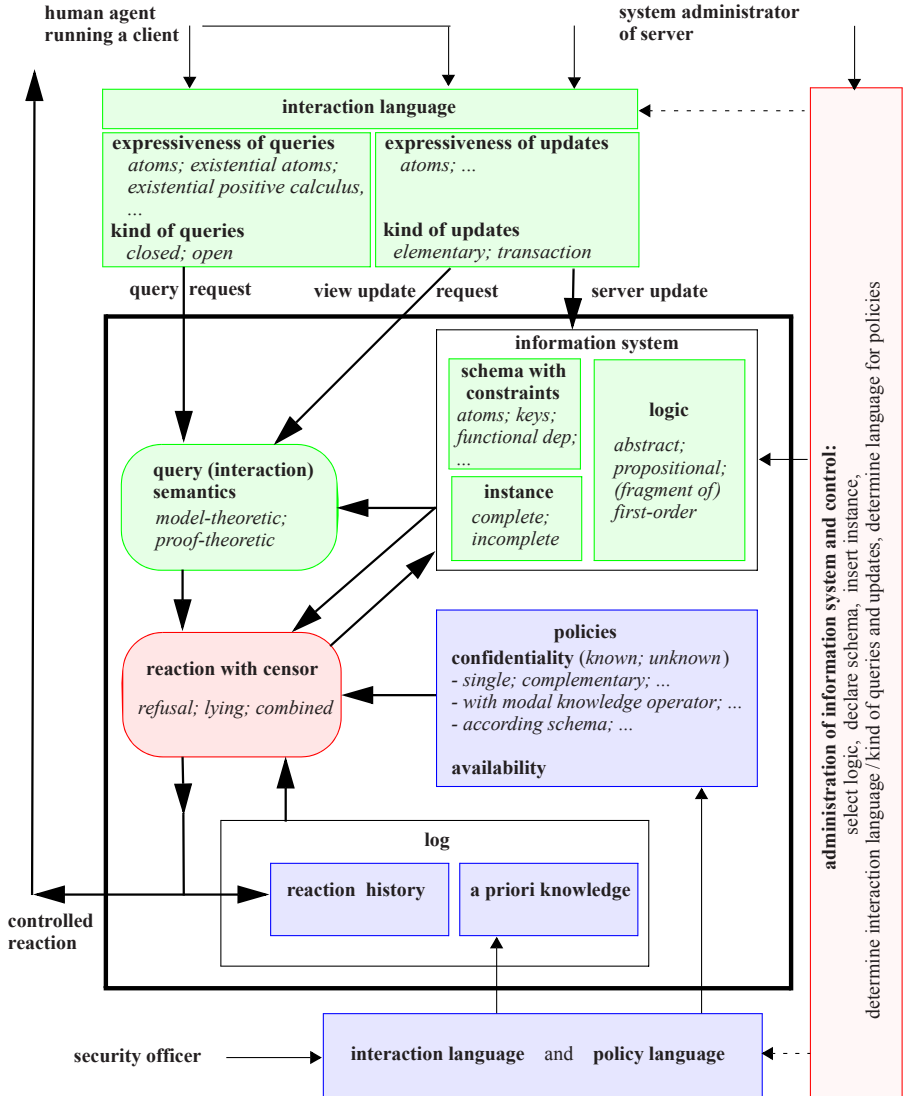 human agent
running a client
system administrator
of server
interaction language
expressiveness of queries
atoms; existential atoms;
existential positive calculus,
...
kind of queries
closed; open
expressiveness of updates
atoms; ...
kind of updates
elementary; transaction
query request
view update request
server update
information system
schema with
constraints
atoms; keys;
functional dep;
...
instance
complete;
incomplete
logic
abstract;
propositional;
(fragment of)
first-order
query (interaction)
semantics
model-theoretic;
proof-theoretic
reaction with censor
refusal; lying; combined
policies
confidentiality (known; unknown)
- single; complementary; ...
- with modal knowledge operator; ...
- according schema; ...
availability
log
reaction history
a priori knowledge
controlled
reaction
security officer
interaction language and policy language
administration of information system and control:
select logic, declare schema, insert instance,
determine interaction language/kind of queries and updates, determine language for policies